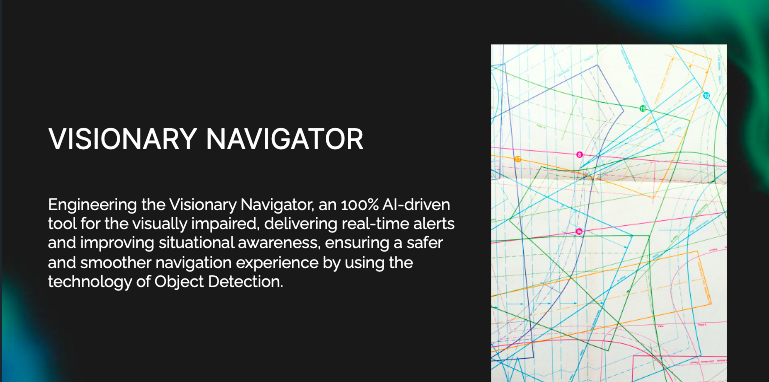 VISIONARY NAVIGATOR
Engineering the Visionary Navigator, an 100% AI-driven
tool for the visually impaired, delivering real-time alerts
and improving situational awareness, ensuring a safer
and smoother navigation experience by using the
technology of Object Detection.